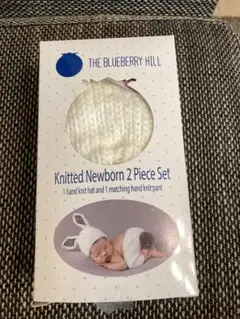 THE BLUEBERRY HILL
Knitted Newborn 2 Piece Set
1 hand knit hat and 1 matching hand knit pant